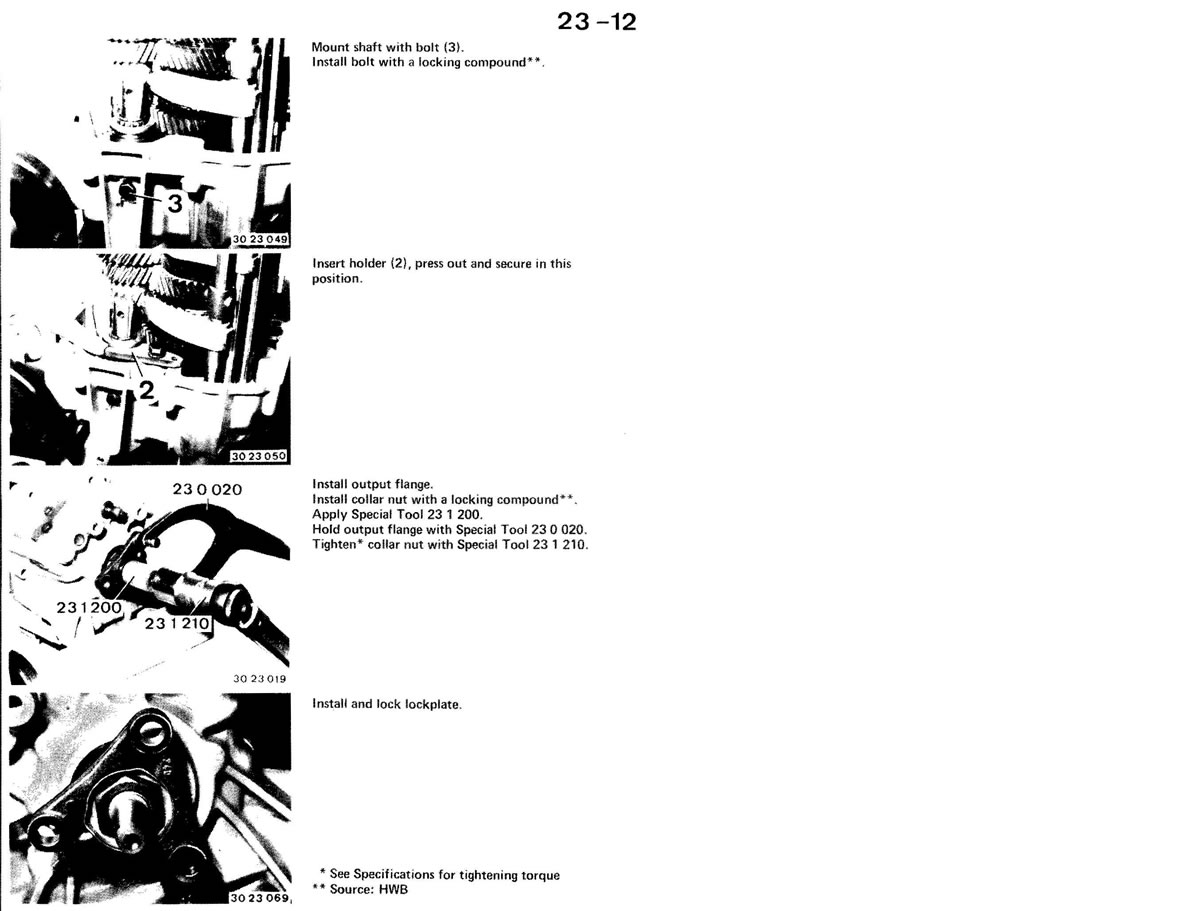 23 -12
Mount shaft with bolt (3).
Install bolt with a locking compound**.
3
30 23 049
Insert holder (2), press out and secure in this
position.
2
30 23 050
Install output flange.
Install collar nut with a locking compound**.
Apply Special Tool 23 1 200.
Hold output flange with Special Tool 23 0 020.
Tighten* collar nut with Special Tool 23 1 210.
23 0 020
23 1 200
23 1 210
30 23 019
Install and lock lockplate.
30 23 069
* See Specifications for tightening torque
** Source: HWB